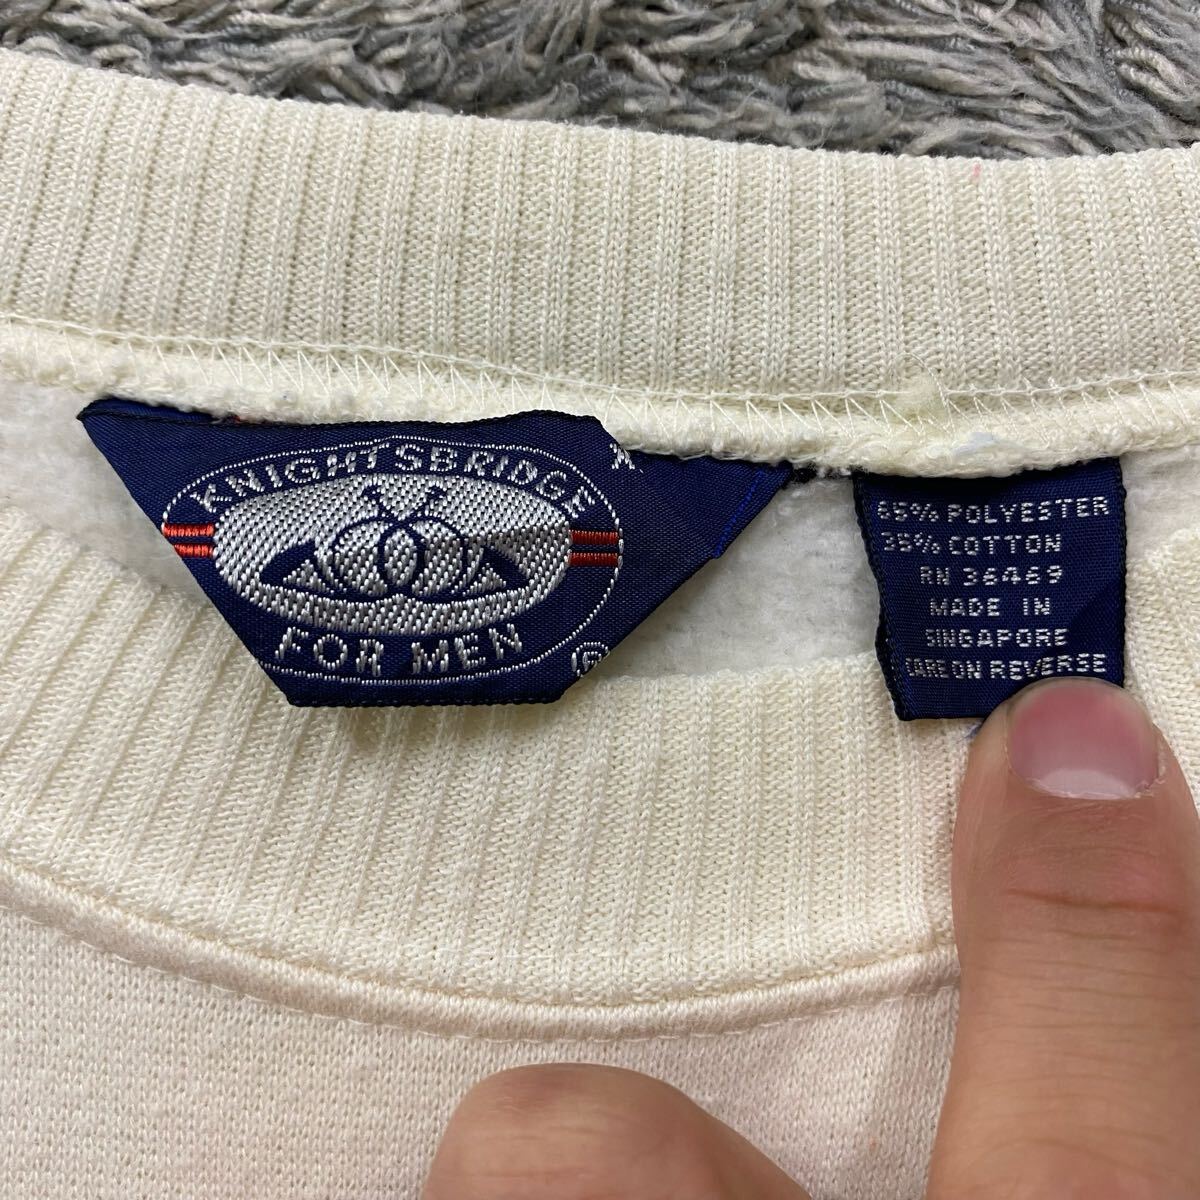 KNIGHTSBRIDGE
FOR MEN
®
65% POLYESTER
35% COTTON
RN 36469
MADE IN
SINGAPORE
CARE ON REVERSE